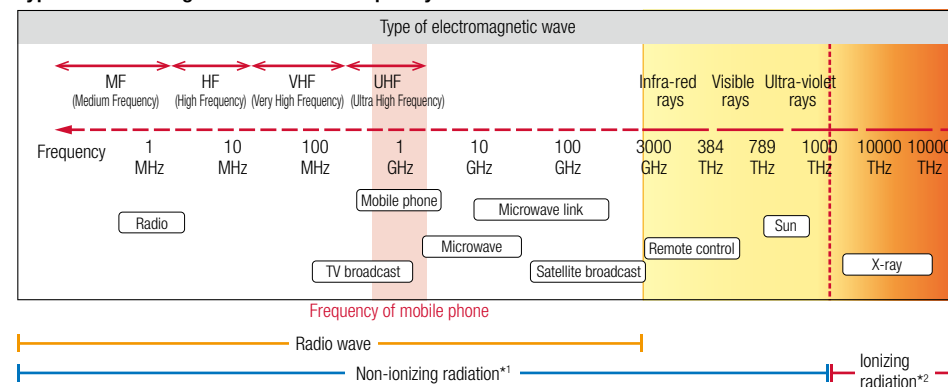 Type of electromagnetic wave
MF
(Medium Frequency)
HF
(High Frequency)
VHF
(Very High Frequency)
UHF
(Ultra High Frequency)
Infra-red
rays
Visible
rays
Ultra-violet
rays
Frequency
1
MHz
10
MHz
100
MHz
1
GHz
10
GHz
100
GHz
3000
GHz
384
THz
789
THz
1000
THz
10000
THz
10000
THz
Mobile phone
Microwave link
Radio
Sun
Microwave
Remote control
TV broadcast
Satellite broadcast
X-ray
Frequency of mobile phone
Radio wave
Non-ionizing radiation*1
Ionizing
radiation*2